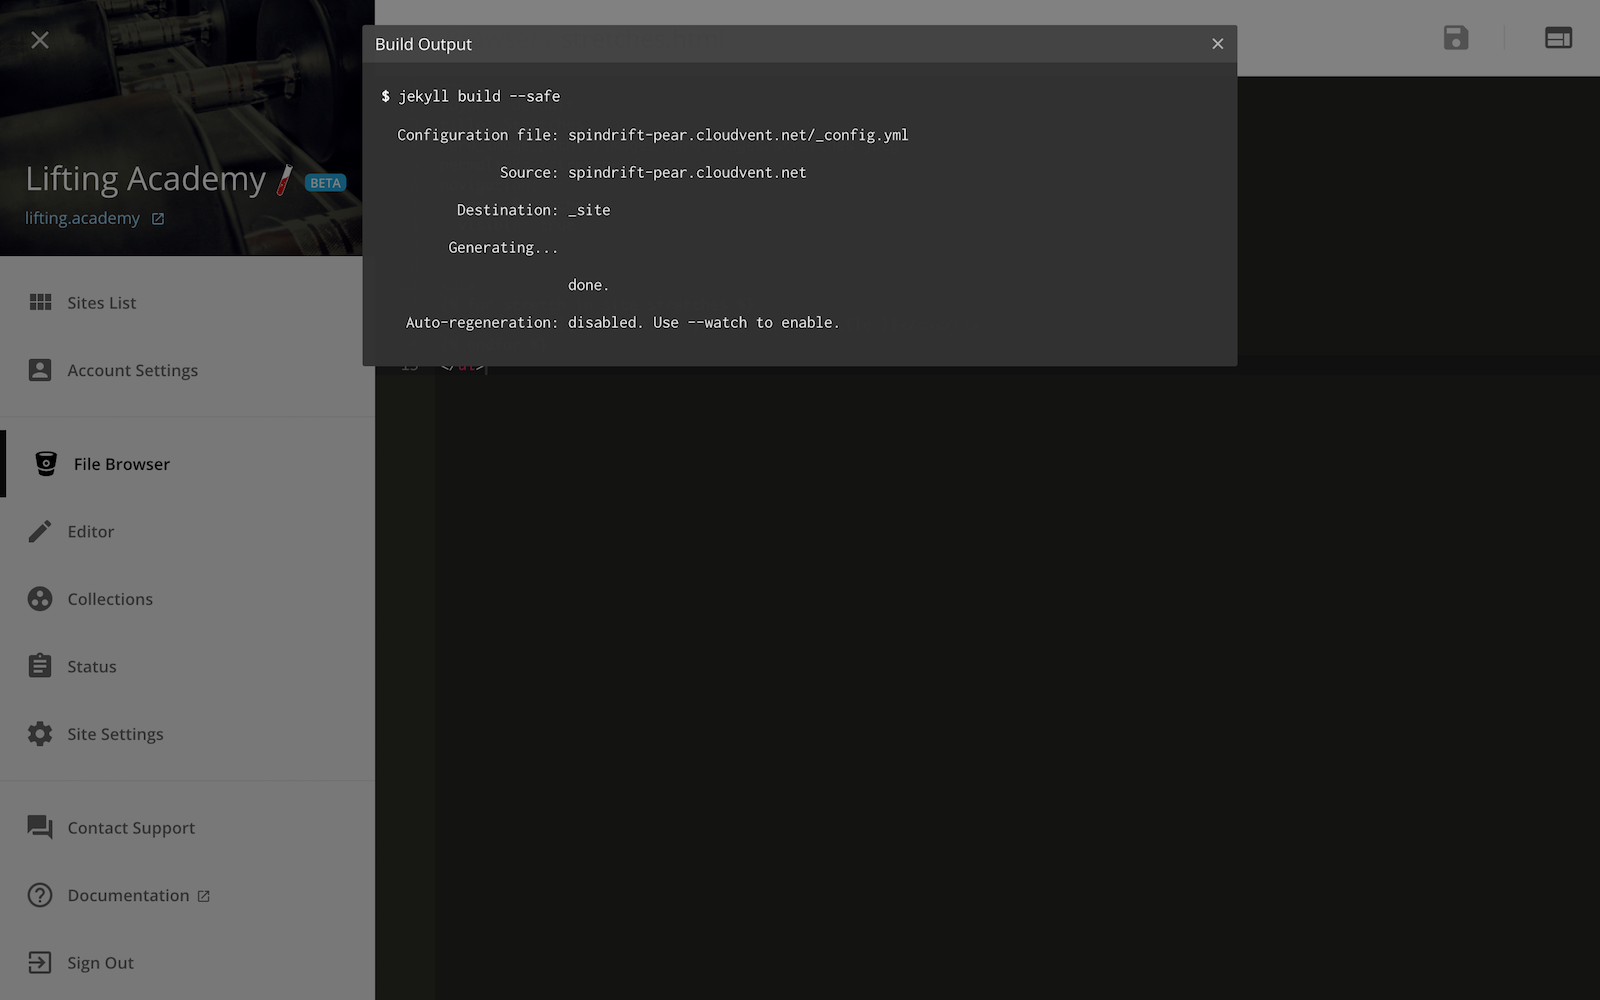 Build Output
$ jekyll build --safe
Configuration file: spindrift-pear.cloudvent.net/_config.yml
Source: spindrift-pear.cloudvent.net
Destination: _site
Generating...
done.
Auto-regeneration: disabled. Use --watch to enable.
Lifting Academy BETA
lifting.academy
Sites List
Account Settings
File Browser
Editor
Collections
Status
Site Settings
Contact Support
Documentation
Sign Out